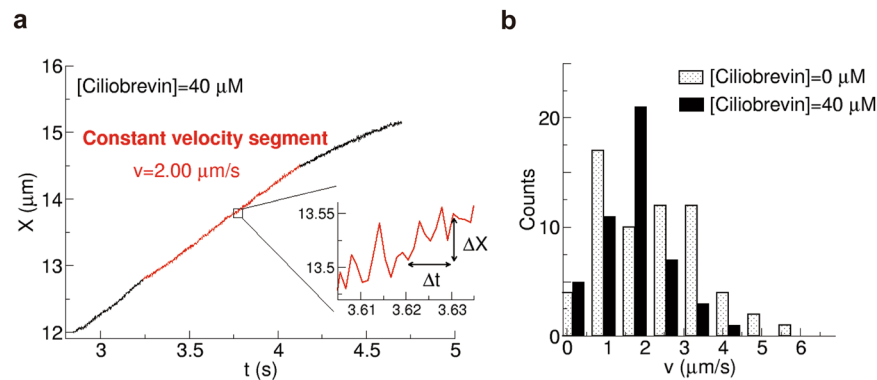 a
16
15
14
13
12
X (μm)
[Ciliobrevin]=40 μM
Constant velocity segment
v=2.00 μm/s
13.55
13.5
ΔX
Δt
3.61 3.62 3.63
3 3.5 4 4.5 5
t (s)
b
20
10
0
Counts
[Ciliobrevin]=0 μM
[Ciliobrevin]=40 μM
0 1 2 3 4 5 6
v (μm/s)